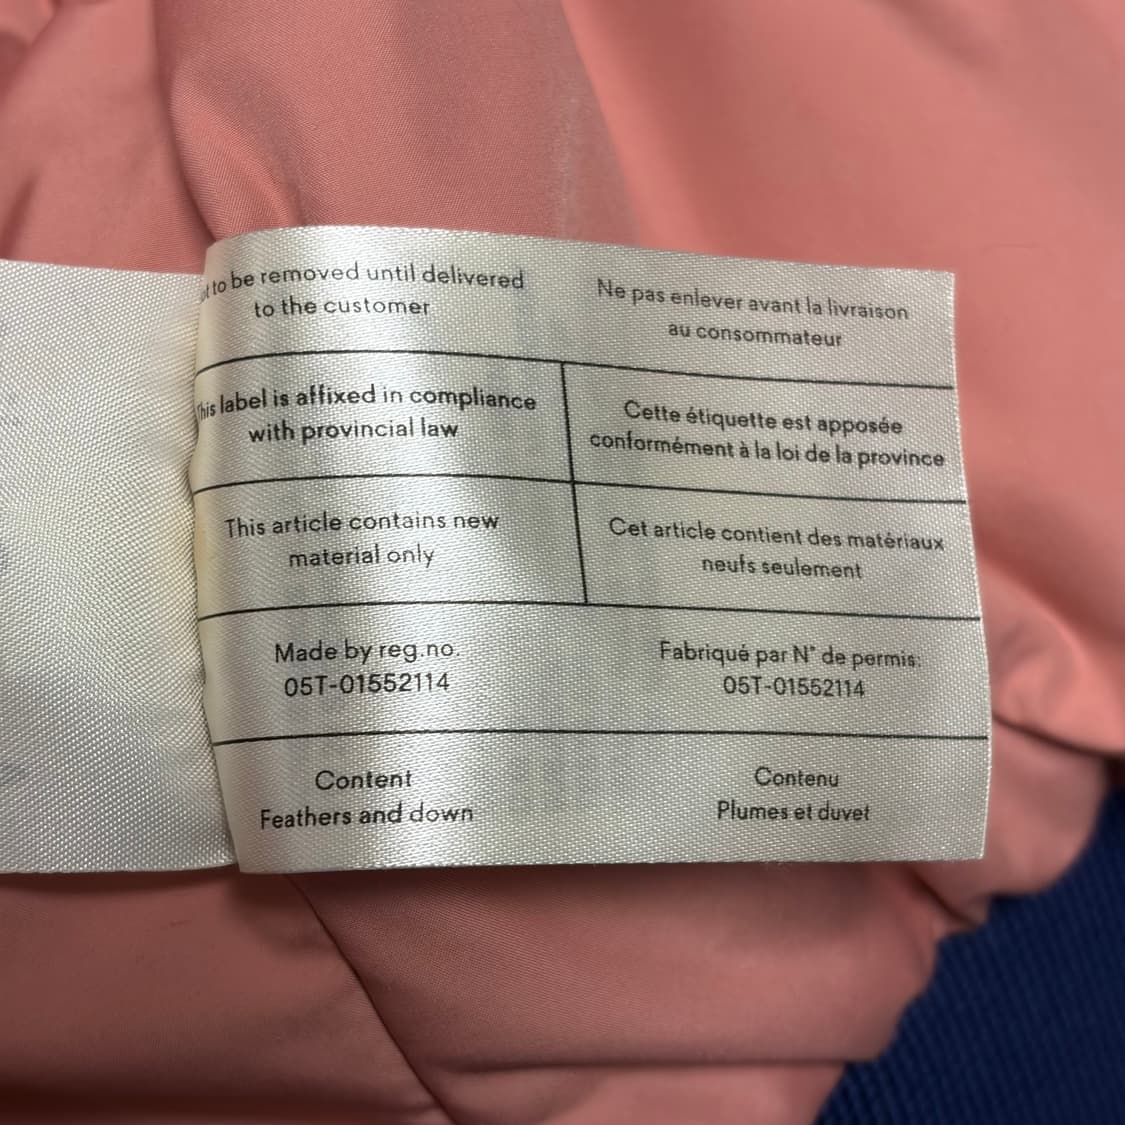 to be removed until delivered
to the customer
Ne pas enlever avant la livraison
au consommateur
This label is affixed in compliance
with provincial law
Cette étiquette est apposée
conformément à la loi de la province
This article contains new
material only
Cet article contient des matériaux
neufs seulement
Made by reg.no.
05T-01552114
Fabriqué par N° de permis:
05T-01552114
Content
Feathers and down
Contenu
Plumes et duvet